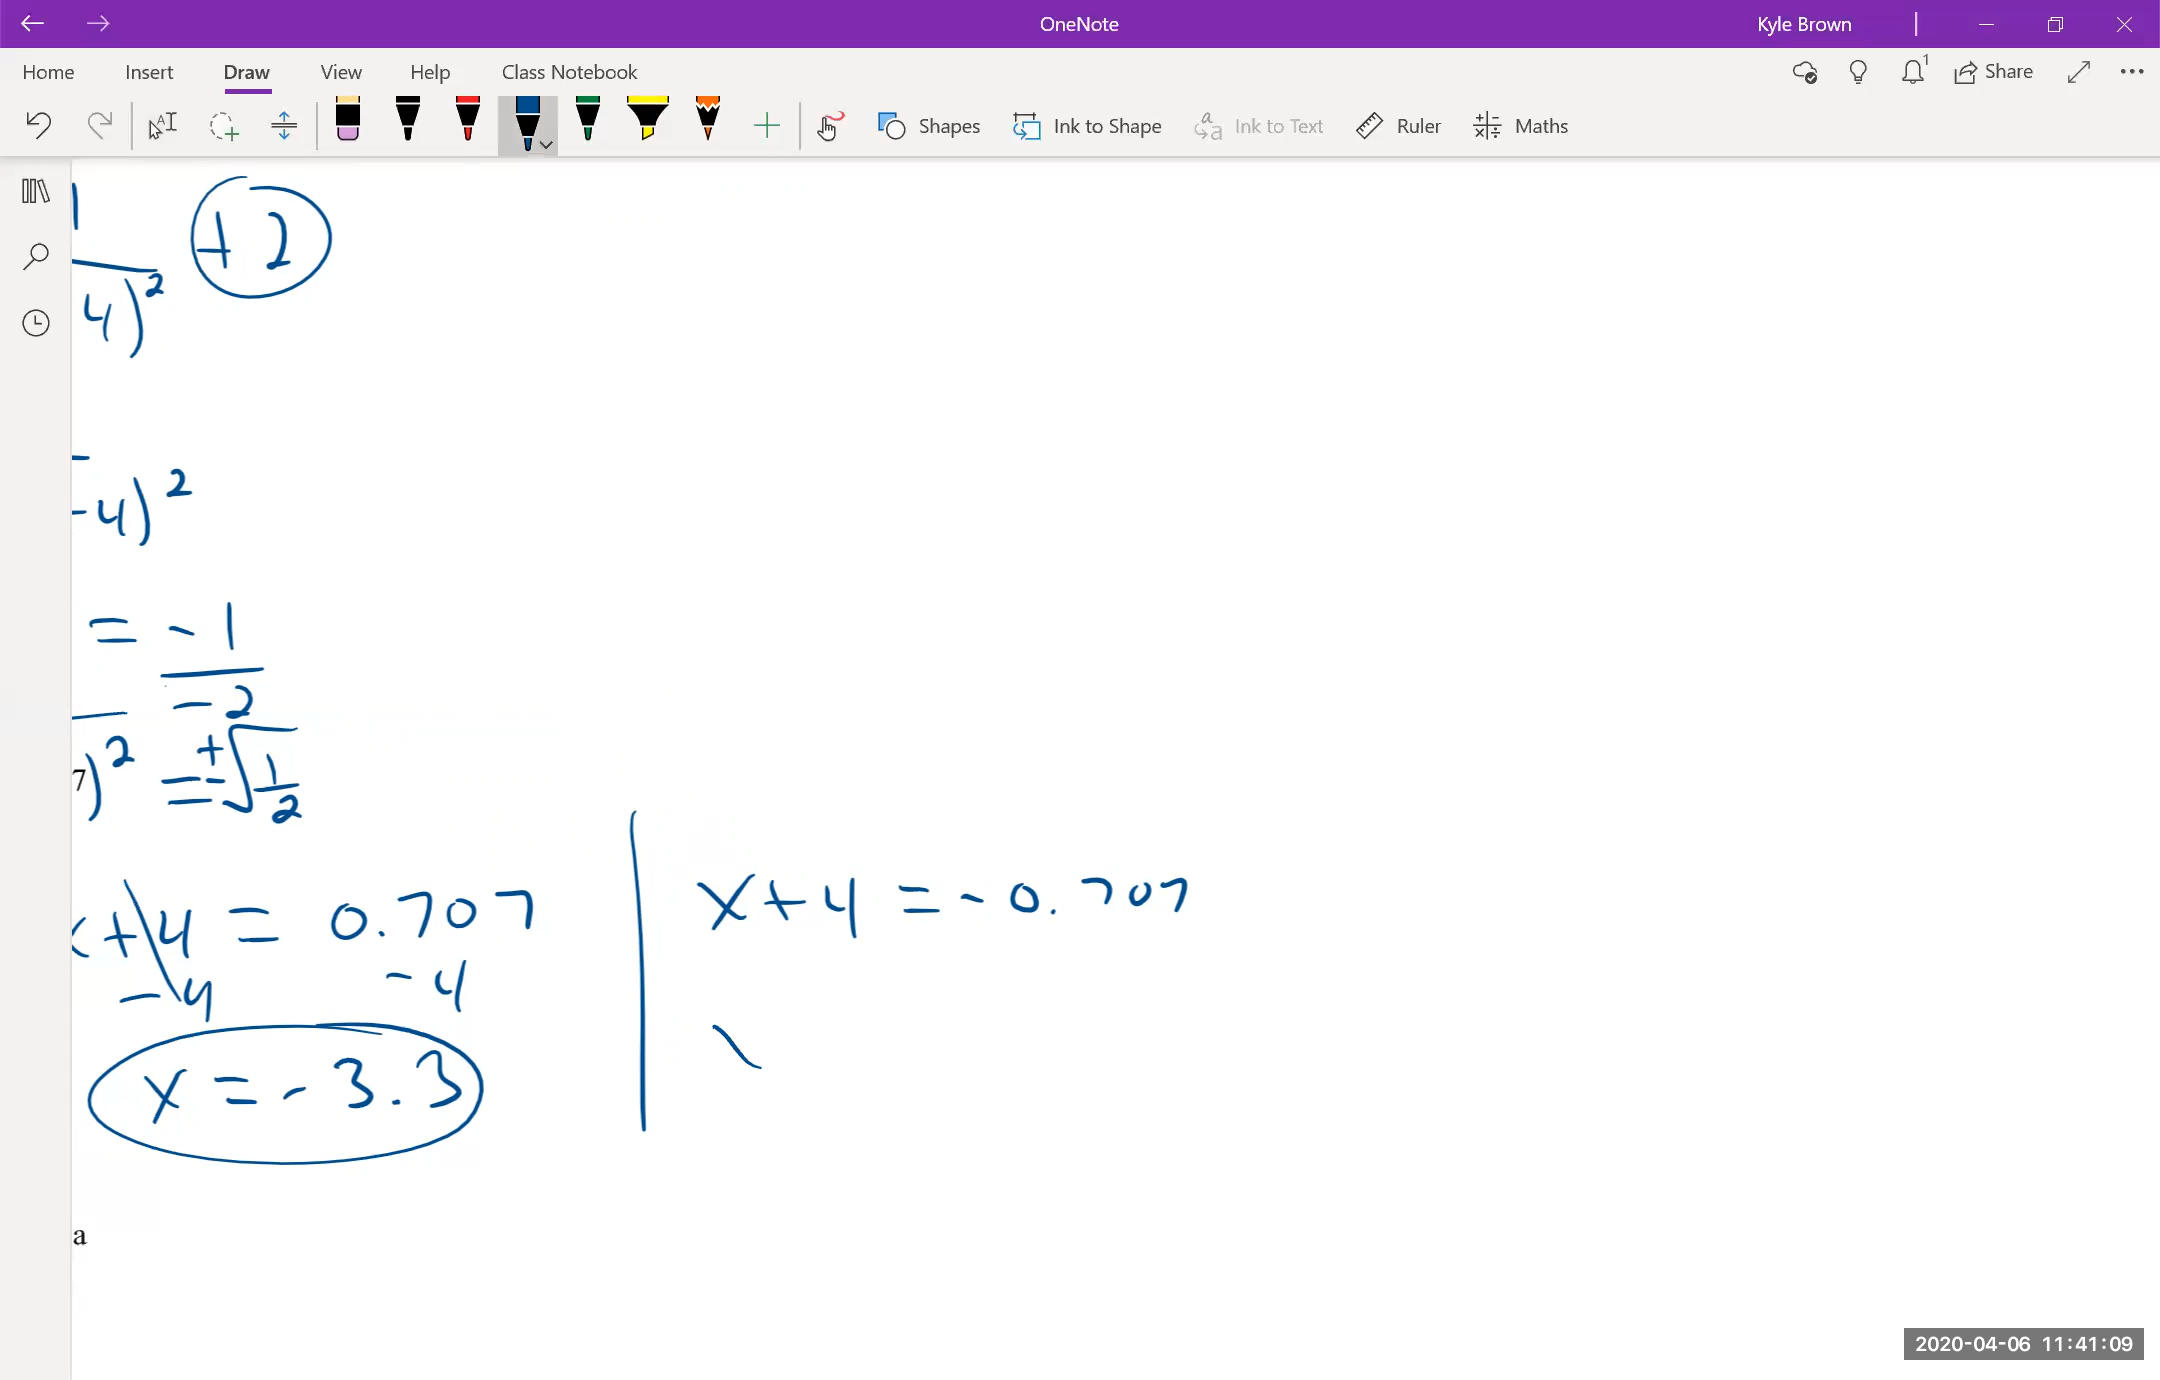 OneNote
Kyle Brown
Home Insert Draw View Help Class Notebook
1 Share
Shapes Ink to Shape Ink to Text Ruler Maths
1 + 2
4)²
- 4)²
= -1
-2
7 )² = ± √1/2
x + 4 = 0.707
-4 -4
x = -3.3
x + 4 = -0.707
a
2020-04-06 11:41:09